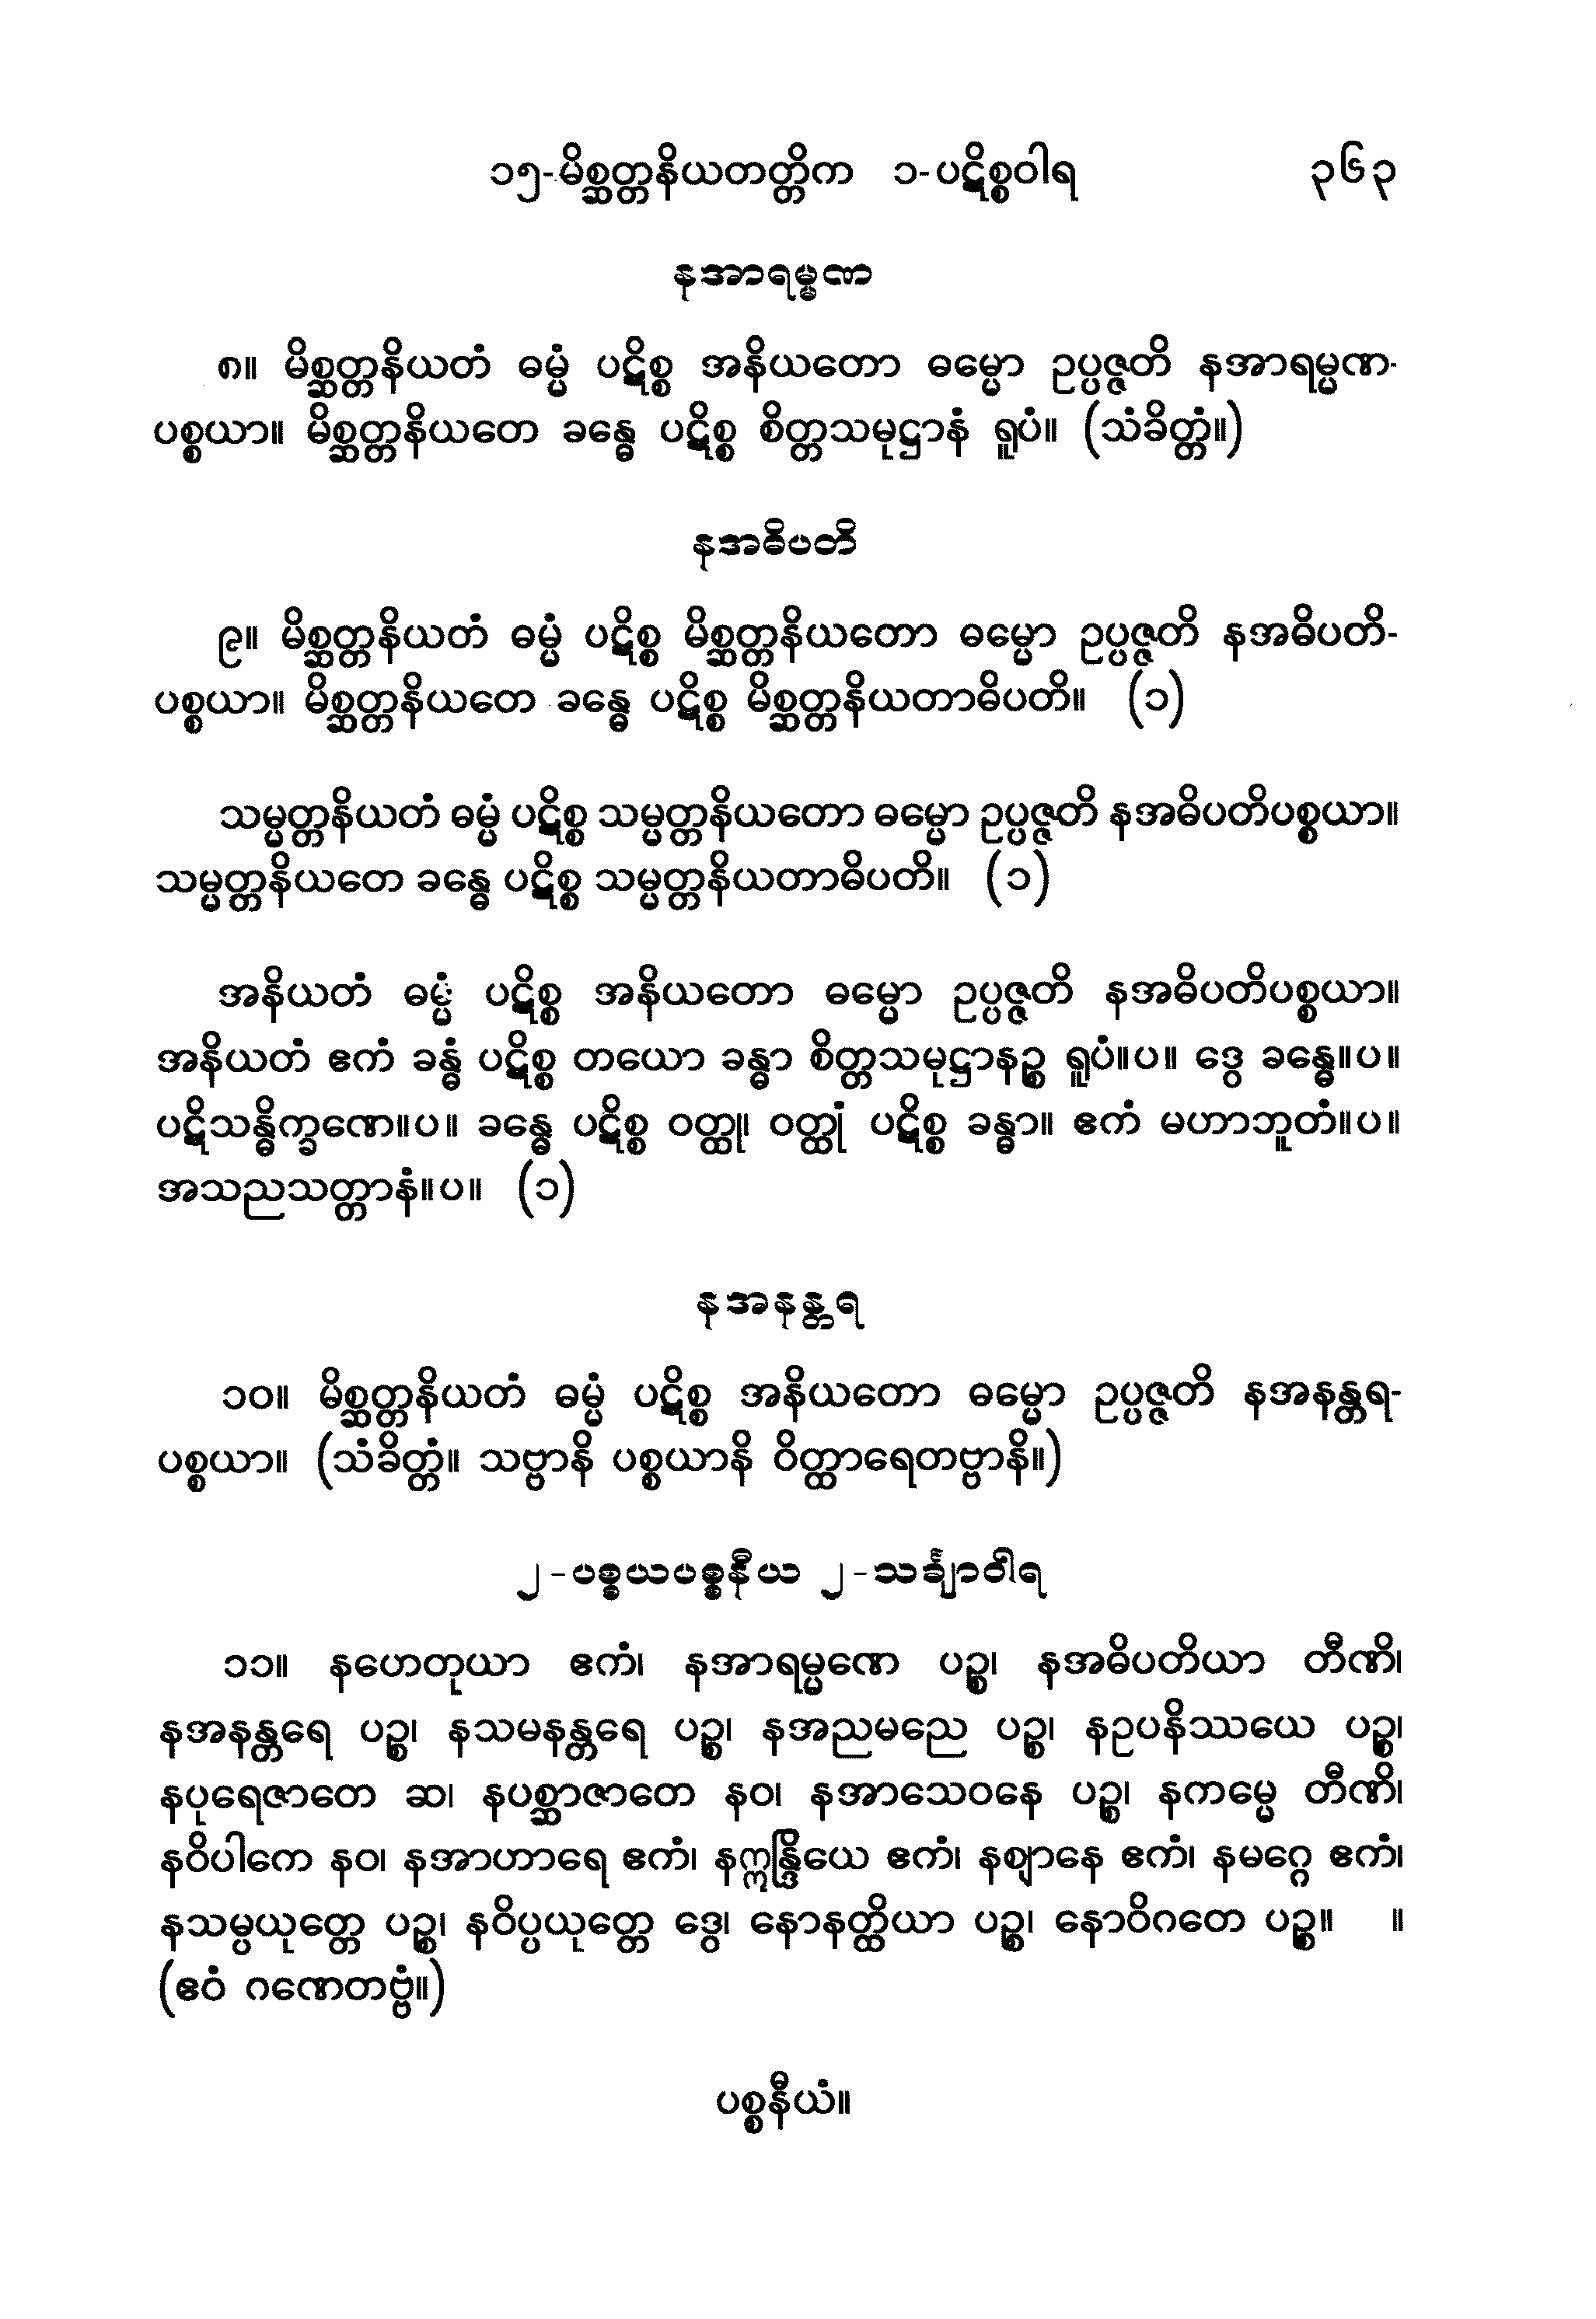 ၁၅-မိစ္ဆတ္တနိယတတ္တိက ၁-ပဋိစ္စဝါရ ၃၆၃
နအာရမ္မဏ
၈။ မိစ္ဆတ္တနိယတံ ဓမ္မံ ပဋိစ္စ အနိယတော ဓမ္မော ဥပ္ပဇ္ဇတိ နအာရမ္မဏ-
ပစ္စယာ။ မိစ္ဆတ္တနိယတေ ခန္ဓေ ပဋိစ္စ စိတ္တသမုဋ္ဌာနံ ရူပံ။ (သံခိတ္တံ။)
နအဓိပတိ
၉။ မိစ္ဆတ္တနိယတံ ဓမ္မံ ပဋိစ္စ မိစ္ဆတ္တနိယတော ဓမ္မော ဥပ္ပဇ္ဇတိ နအဓိပတိ-
ပစ္စယာ။ မိစ္ဆတ္တနိယတေ ခန္ဓေ ပဋိစ္စ မိစ္ဆတ္တနိယတာဓိပတိ။ (၁)
သမ္မတ္တနိယတံ ဓမ္မံ ပဋိစ္စ သမ္မတ္တနိယတော ဓမ္မော ဥပ္ပဇ္ဇတိ နအဓိပတိပစ္စယာ။
သမ္မတ္တနိယတေ ခန္ဓေ ပဋိစ္စ သမ္မတ္တနိယတာဓိပတိ။ (၁)
အနိယတံ ဓမ္မံ ပဋိစ္စ အနိယတော ဓမ္မော ဥပ္ပဇ္ဇတိ နအဓိပတိပစ္စယာ။
အနိယတံ ဧကံ ခန္ဓံ ပဋိစ္စ တယော ခန္ဓာ စိတ္တသမုဋ္ဌာနဉ္စ ရူပံ။ပ။ ဒွေ ခန္ဓေ။ပ။
ပဋိသန္ဓိက္ခဏေ။ပ။ ခန္ဓေ ပဋိစ္စ ဝတ္ထု၊ ဝတ္ထုံ ပဋိစ္စ ခန္ဓာ။ ဧကံ မဟာဘူတံ။ပ။
အသညသတ္တာနံ။ပ။ (၁)
နအနန္တရ
၁၀။ မိစ္ဆတ္တနိယတံ ဓမ္မံ ပဋိစ္စ အနိယတော ဓမ္မော ဥပ္ပဇ္ဇတိ နအနန္တရ-
ပစ္စယာ။ (သံခိတ္တံ။ သဗ္ဗာနိ ပစ္စယာနိ ဝိတ္ထာရေတဗ္ဗာနိ။)
၂-ပစ္စယပစ္စနီယ ၂-သင်္ချာဝါရ
၁၁။ နဟေတုယာ ဧကံ၊ နအာရမ္မဏေ ပဉ္စ၊ နအဓိပတိယာ တီဏိ၊
နအနန္တရေ ပဉ္စ၊ နသမနန္တရေ ပဉ္စ၊ နအညမညေ ပဉ္စ၊ နဥပနိဿယေ ပဉ္စ၊
နပုရေဇာတေ ဆ၊ နပစ္ဆာဇာတေ နဝ၊ နအာသေဝနေ ပဉ္စ၊ နကမ္မေ တီဏိ၊
နဝိပါကေ နဝ၊ နအာဟာရေ ဧကံ၊ နဣန္ဒြိယေ ဧကံ၊ နဈာနေ ဧကံ၊ နမဂ္ဂေ ဧကံ၊
နသမ္ပယုတ္တေ ပဉ္စ၊ နဝိပ္ပယုတ္တေ ဒွေ၊ နောနတ္ထိယာ ပဉ္စ၊ နောဝိဂတေ ပဉ္စ။ ။
(ဧဝံ ဂဏေတဗ္ဗံ။)
ပစ္စနီယံ။